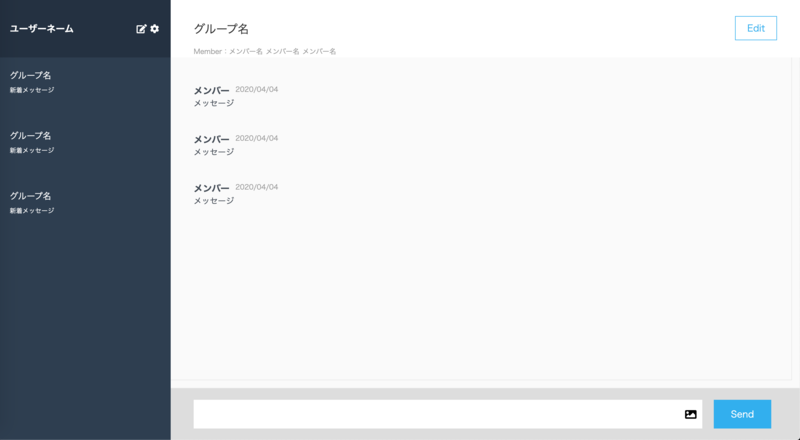 ユーザーネーム
グループ名
新着メッセージ
グループ名
新着メッセージ
グループ名
新着メッセージ
グループ名
Edit
Member：メンバー名 メンバー名 メンバー名
メンバー 2020/04/04
メッセージ
メンバー 2020/04/04
メッセージ
メンバー 2020/04/04
メッセージ
Send